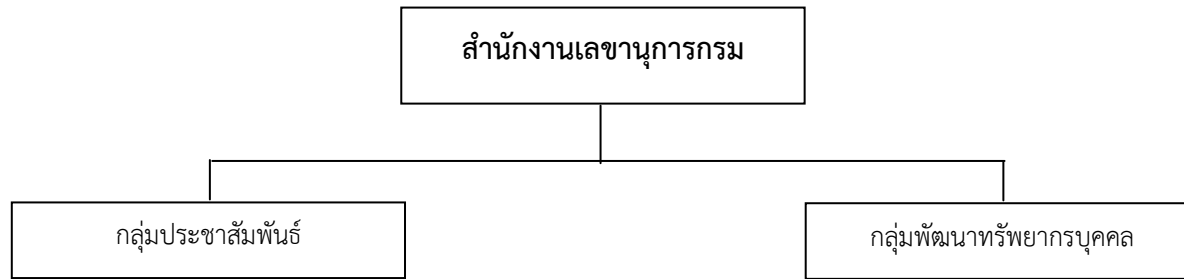 สำนักงานเลขานุการกรม
กลุ่มประชาสัมพันธ์
กลุ่มพัฒนาทรัพยากรบุคคล